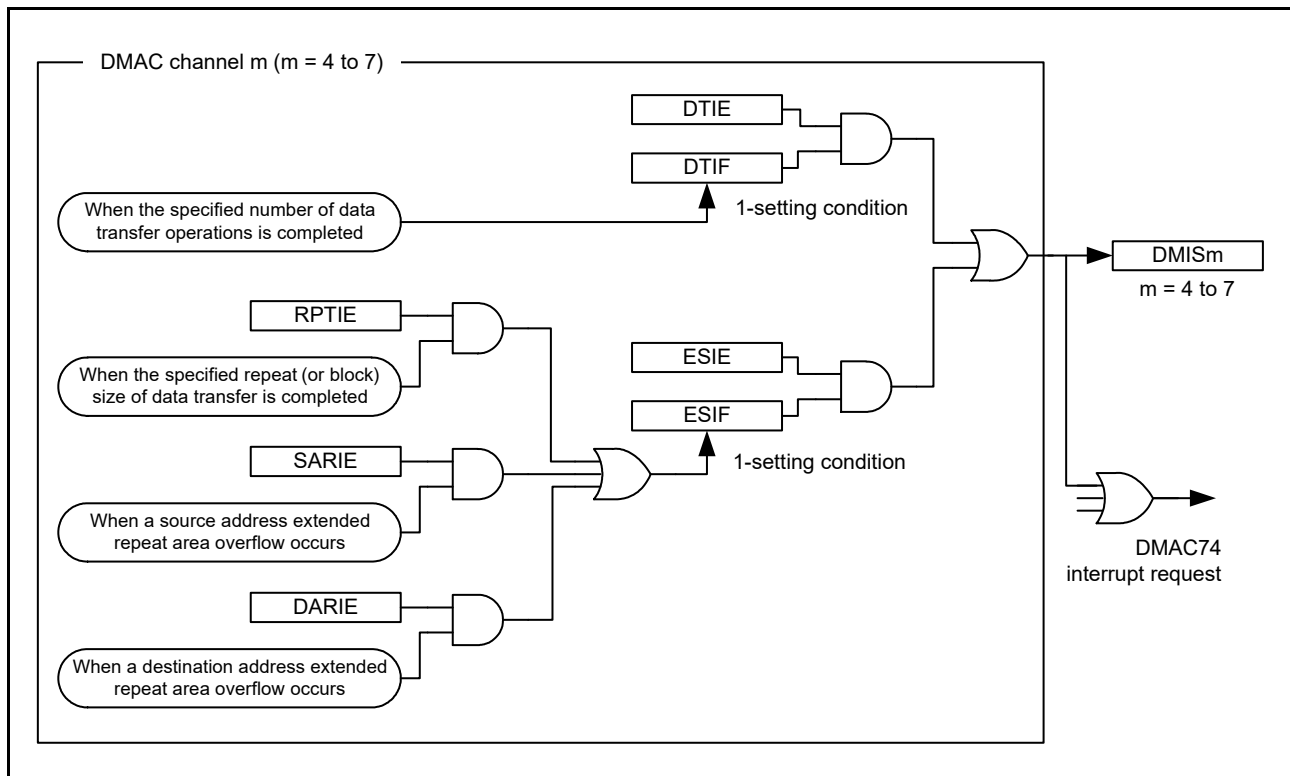 DMAC channel m (m = 4 to 7)
DTIE
DTIF
When the specified number of data
transfer operations is completed
1-setting condition
DMISm
m = 4 to 7
RPTIE
When the specified repeat (or block)
size of data transfer is completed
ESIE
ESIF
1-setting condition
SARIE
When a source address extended
repeat area overflow occurs
DMAC74
interrupt request
DARIE
When a destination address extended
repeat area overflow occurs